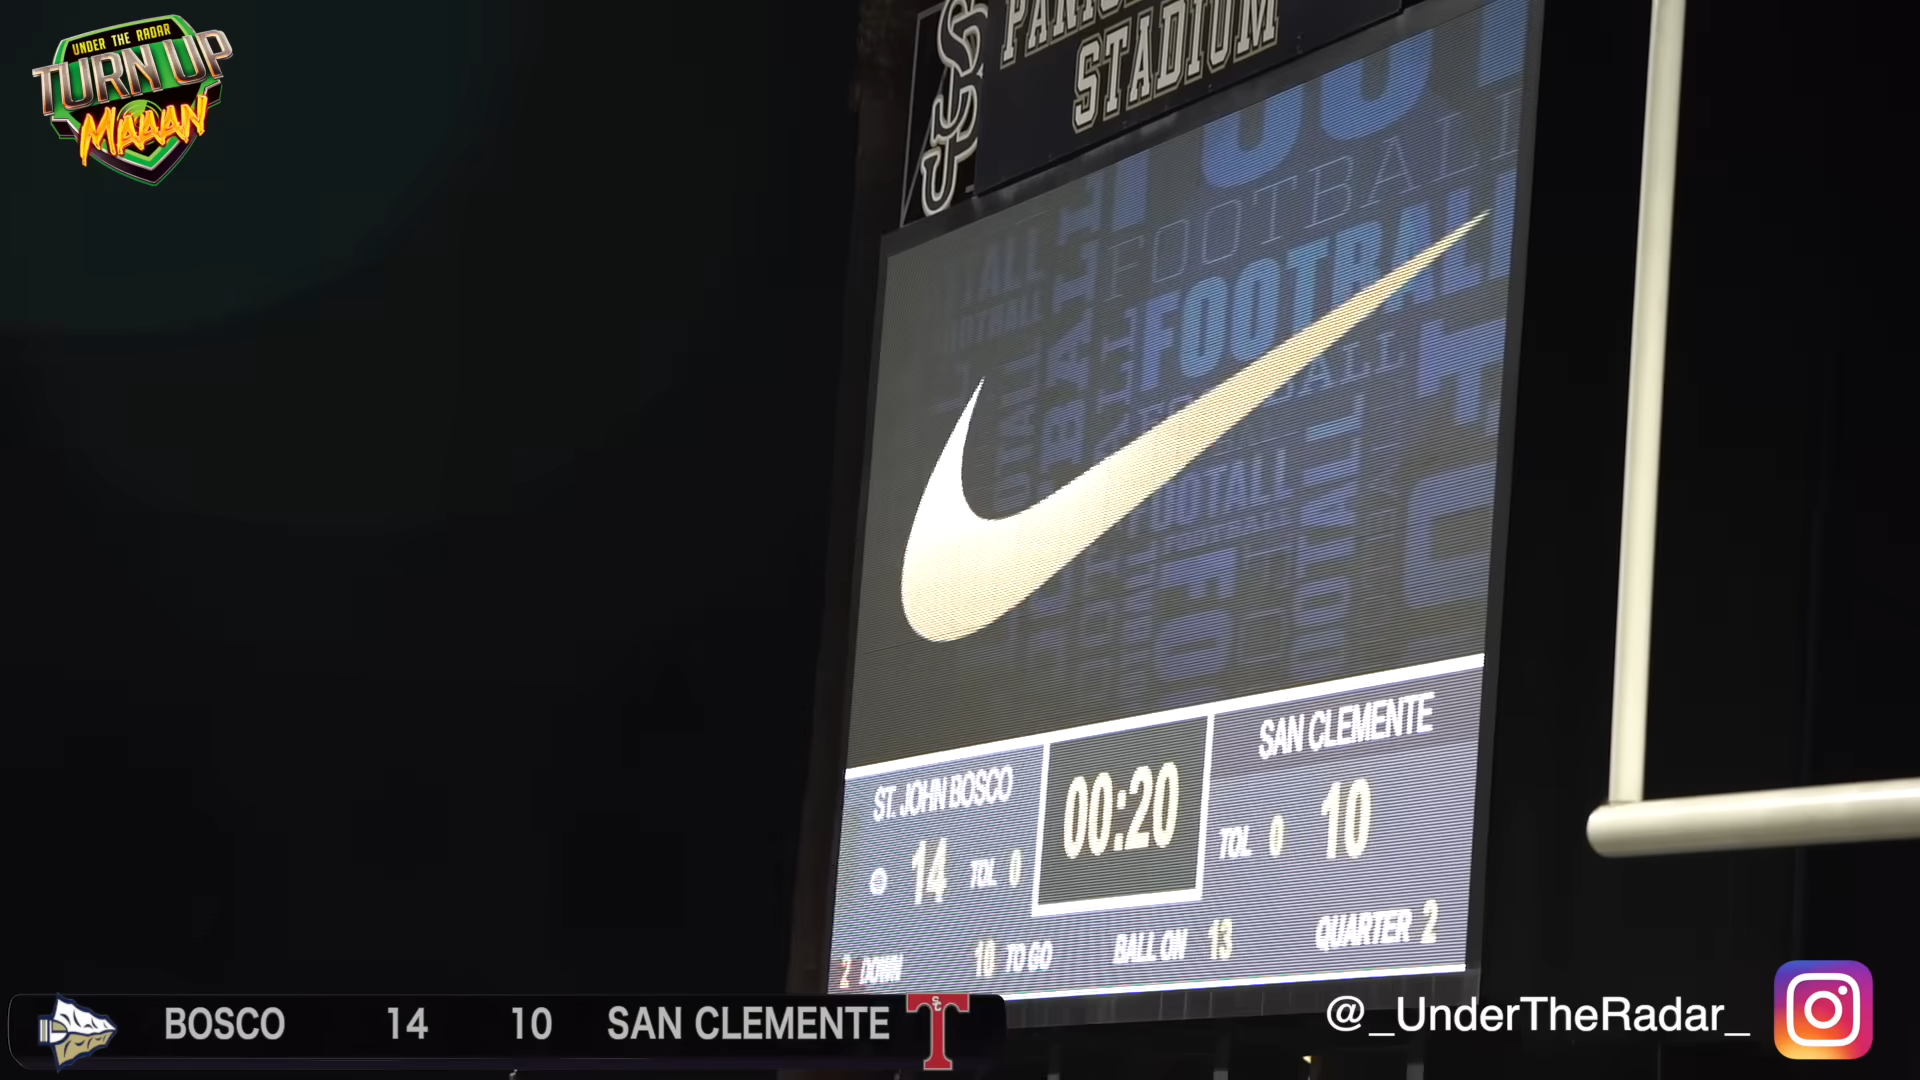 UNDER THE RADAR
TURN UP
MAAAN
STADIUM
SJB
FOOTBALL
FOOTBALL
ST. JOHN BOSCO
14 TOL 0
00:20
SAN CLEMENTE
TOL 0 10
2 DOWN 10 TO GO BALL ON 13 QUARTER 2
BOSCO 14 10 SAN CLEMENTE
SC
T
@_UnderTheRadar_